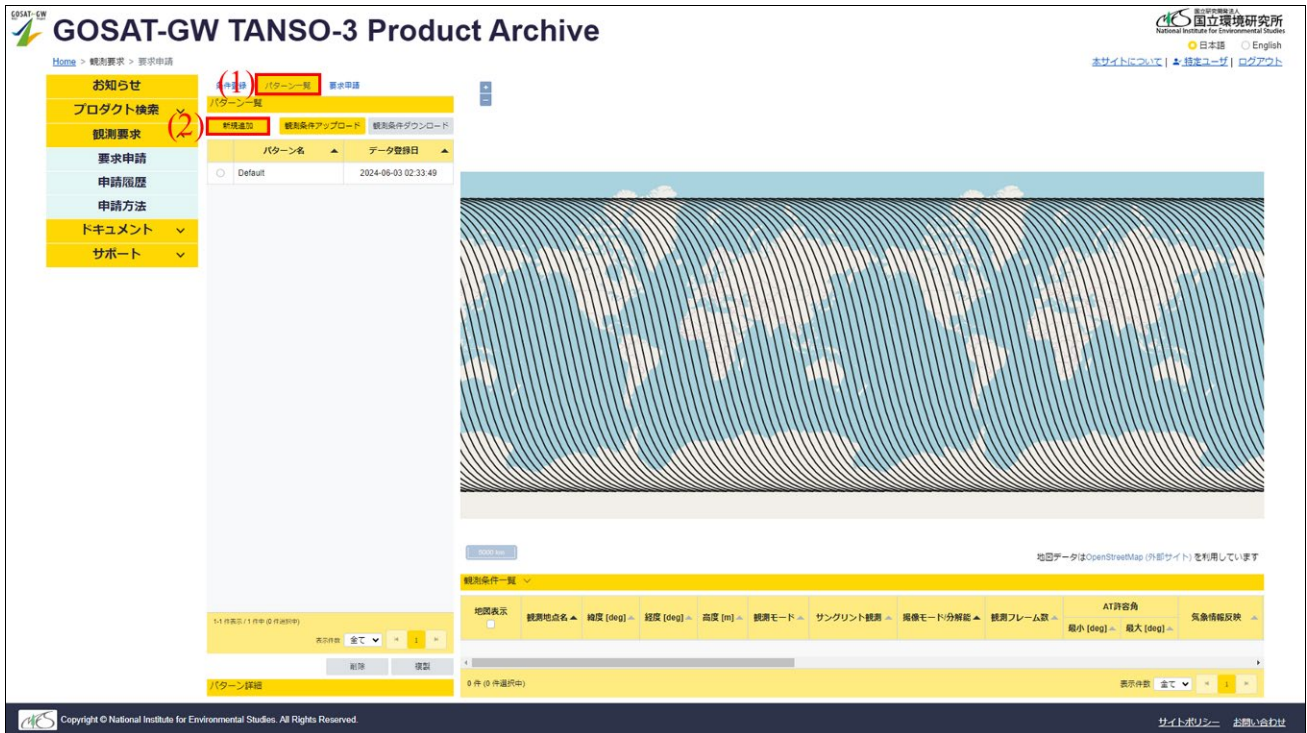 GOSAT-GW
GOSAT-GW TANSO-3 Product Archive
国立研究開発法人
国立環境研究所
National Institute for Environmental Studies
日本語 English
Home > 観測要求 > 要求申請
本サイトについて | 特定ユーザ | ログアウト
お知らせ
プロダクト検索
観測要求
要求申請
申請履歴
申請方法
ドキュメント
サポート
(1)
条件登録 パターン一覧 要求申請
パターン一覧
(2)
新規追加 観測条件アップロード 観測条件ダウンロード
パターン名 データ登録日
Default 2024-06-03 02:33:49
1-1 件表示 / 1 件中 (0 件選択中)
表示件数 全て « 1 »
削除 複製
パターン詳細
+
−
5000 km
地図データはOpenStreetMap (外部サイト) を利用しています
観測条件一覧
地図表示 観測地点名 緯度 [deg] 経度 [deg] 高度 [m] 観測モード サングリント観測 撮像モード/分解能 観測フレーム数 AT許容角 気象情報反映
最小 [deg] 最大 [deg]
0 件 (0 件選択中)
表示件数 全て « 1 »
NIES
Copyright © National Institute for Environmental Studies. All Rights Reserved.
サイトポリシー お問い合わせ